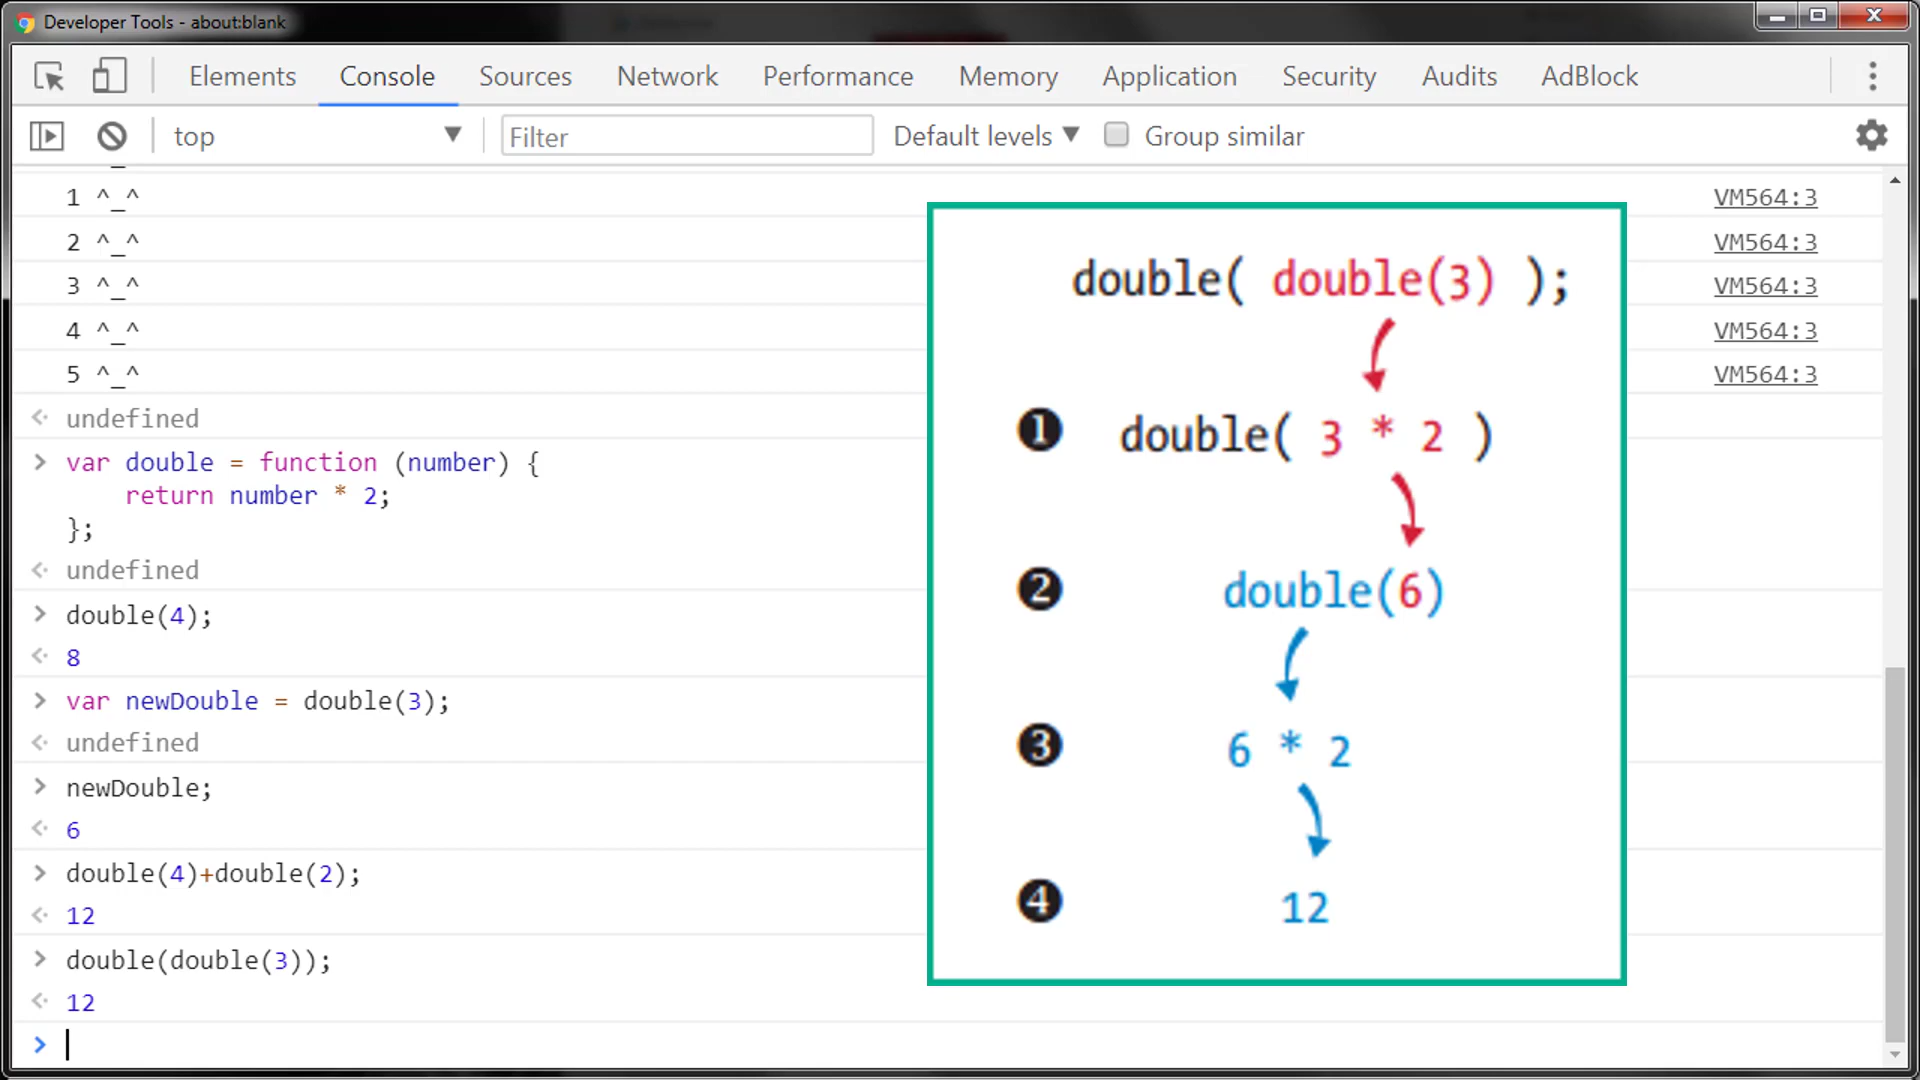 Developer Tools - about:blank
Elements Console Sources Network Performance Memory Application Security Audits AdBlock
top Filter Default levels Group similar
1 ^_^ VM564:3
2 ^_^ VM564:3
3 ^_^ VM564:3
4 ^_^ VM564:3
5 ^_^ VM564:3
undefined
var double = function (number) {
return number * 2;
};
undefined
double(4);
8
var newDouble = double(3);
undefined
newDouble;
6
double(4)+double(2);
12
double(double(3));
12
double( double(3) );
1 double( 3 * 2 )
2 double(6)
3 6 * 2
4 12